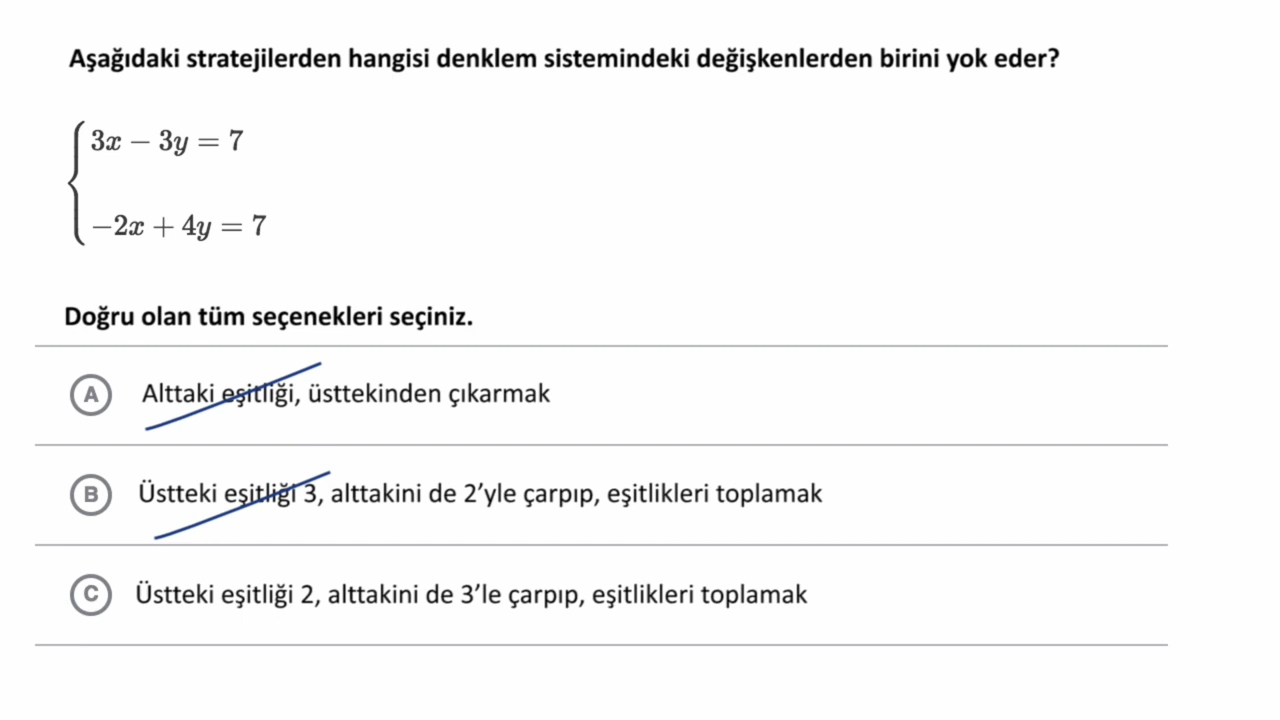 Aşağıdaki stratejilerden hangisi denklem sistemindeki değişkenlerden birini yok eder?
3x − 3y = 7
−2x + 4y = 7
Doğru olan tüm seçenekleri seçiniz.
A Alttaki eşitliği, üsttekinden çıkarmak
B Üstteki eşitliği 3, alttakini de 2’yle çarpıp, eşitlikleri toplamak
C Üstteki eşitliği 2, alttakini de 3’le çarpıp, eşitlikleri toplamak